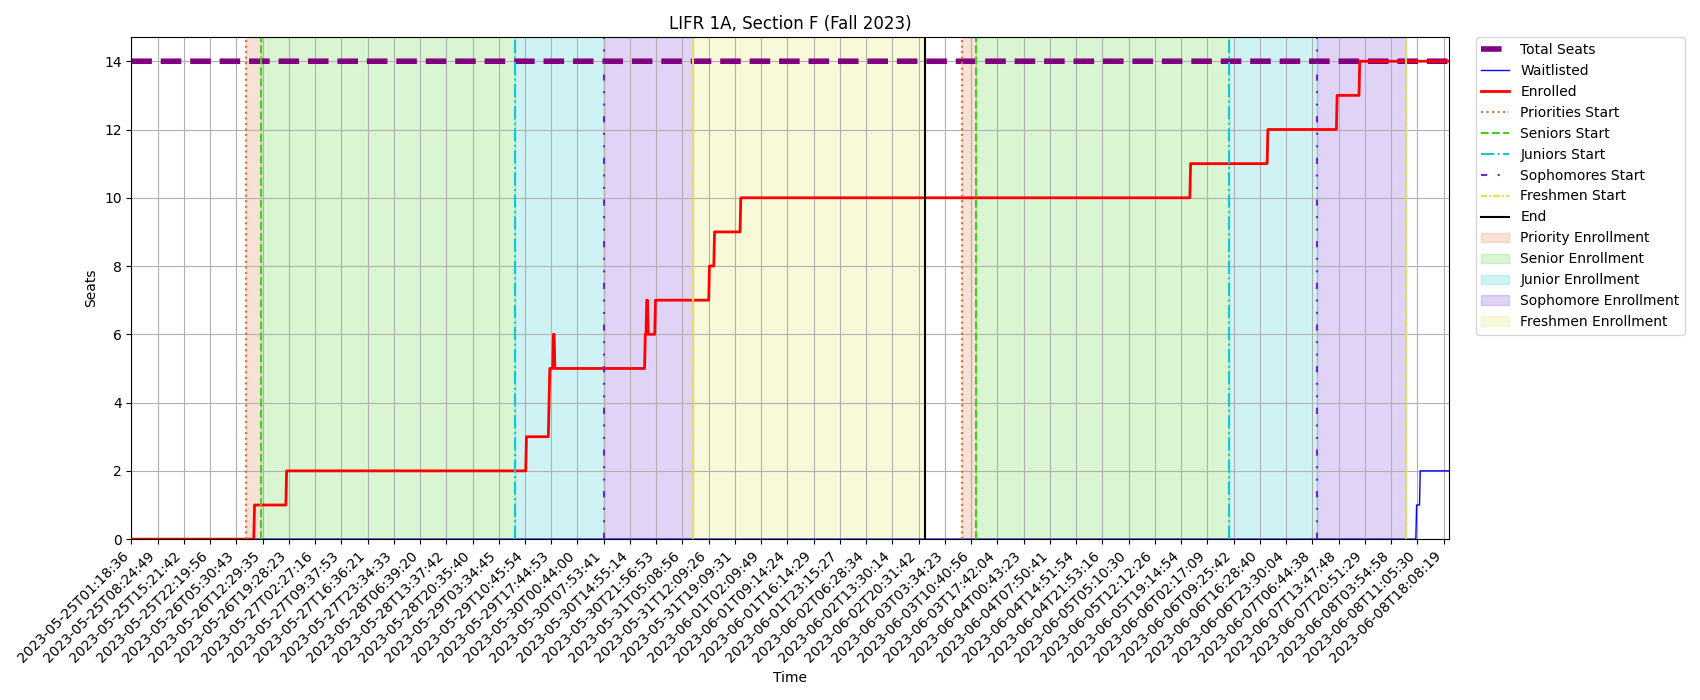 LIFR 1A, Section F (Fall 2023)
Seats
14
12
10
8
6
4
2
0
2023-05-25T01:18:36
2023-05-25T08:24:49
2023-05-25T15:21:42
2023-05-25T22:19:56
2023-05-26T05:30:43
2023-05-26T12:29:35
2023-05-26T19:28:23
2023-05-27T02:27:16
2023-05-27T09:37:53
2023-05-27T16:36:21
2023-05-27T23:34:33
2023-05-28T06:39:20
2023-05-28T13:37:42
2023-05-28T20:35:40
2023-05-29T03:34:45
2023-05-29T10:45:54
2023-05-29T17:44:53
2023-05-30T00:44:00
2023-05-30T07:53:41
2023-05-30T14:55:14
2023-05-30T21:56:53
2023-05-31T05:08:56
2023-05-31T12:09:26
2023-05-31T19:09:31
2023-06-01T02:09:49
2023-06-01T09:14:24
2023-06-01T16:14:29
2023-06-01T23:15:27
2023-06-02T06:28:34
2023-06-02T13:30:14
2023-06-02T20:31:42
2023-06-03T03:34:23
2023-06-03T10:40:56
2023-06-03T17:42:04
2023-06-04T00:43:23
2023-06-04T07:50:41
2023-06-04T14:51:54
2023-06-04T21:53:16
2023-06-05T05:10:30
2023-06-05T12:12:26
2023-06-05T19:14:54
2023-06-06T02:17:09
2023-06-06T09:25:42
2023-06-06T16:28:40
2023-06-06T23:30:04
2023-06-07T06:44:38
2023-06-07T13:47:48
2023-06-07T20:51:29
2023-06-08T03:54:58
2023-06-08T11:05:30
2023-06-08T18:08:19
Time
Total Seats
Waitlisted
Enrolled
Priorities Start
Seniors Start
Juniors Start
Sophomores Start
Freshmen Start
End
Priority Enrollment
Senior Enrollment
Junior Enrollment
Sophomore Enrollment
Freshmen Enrollment